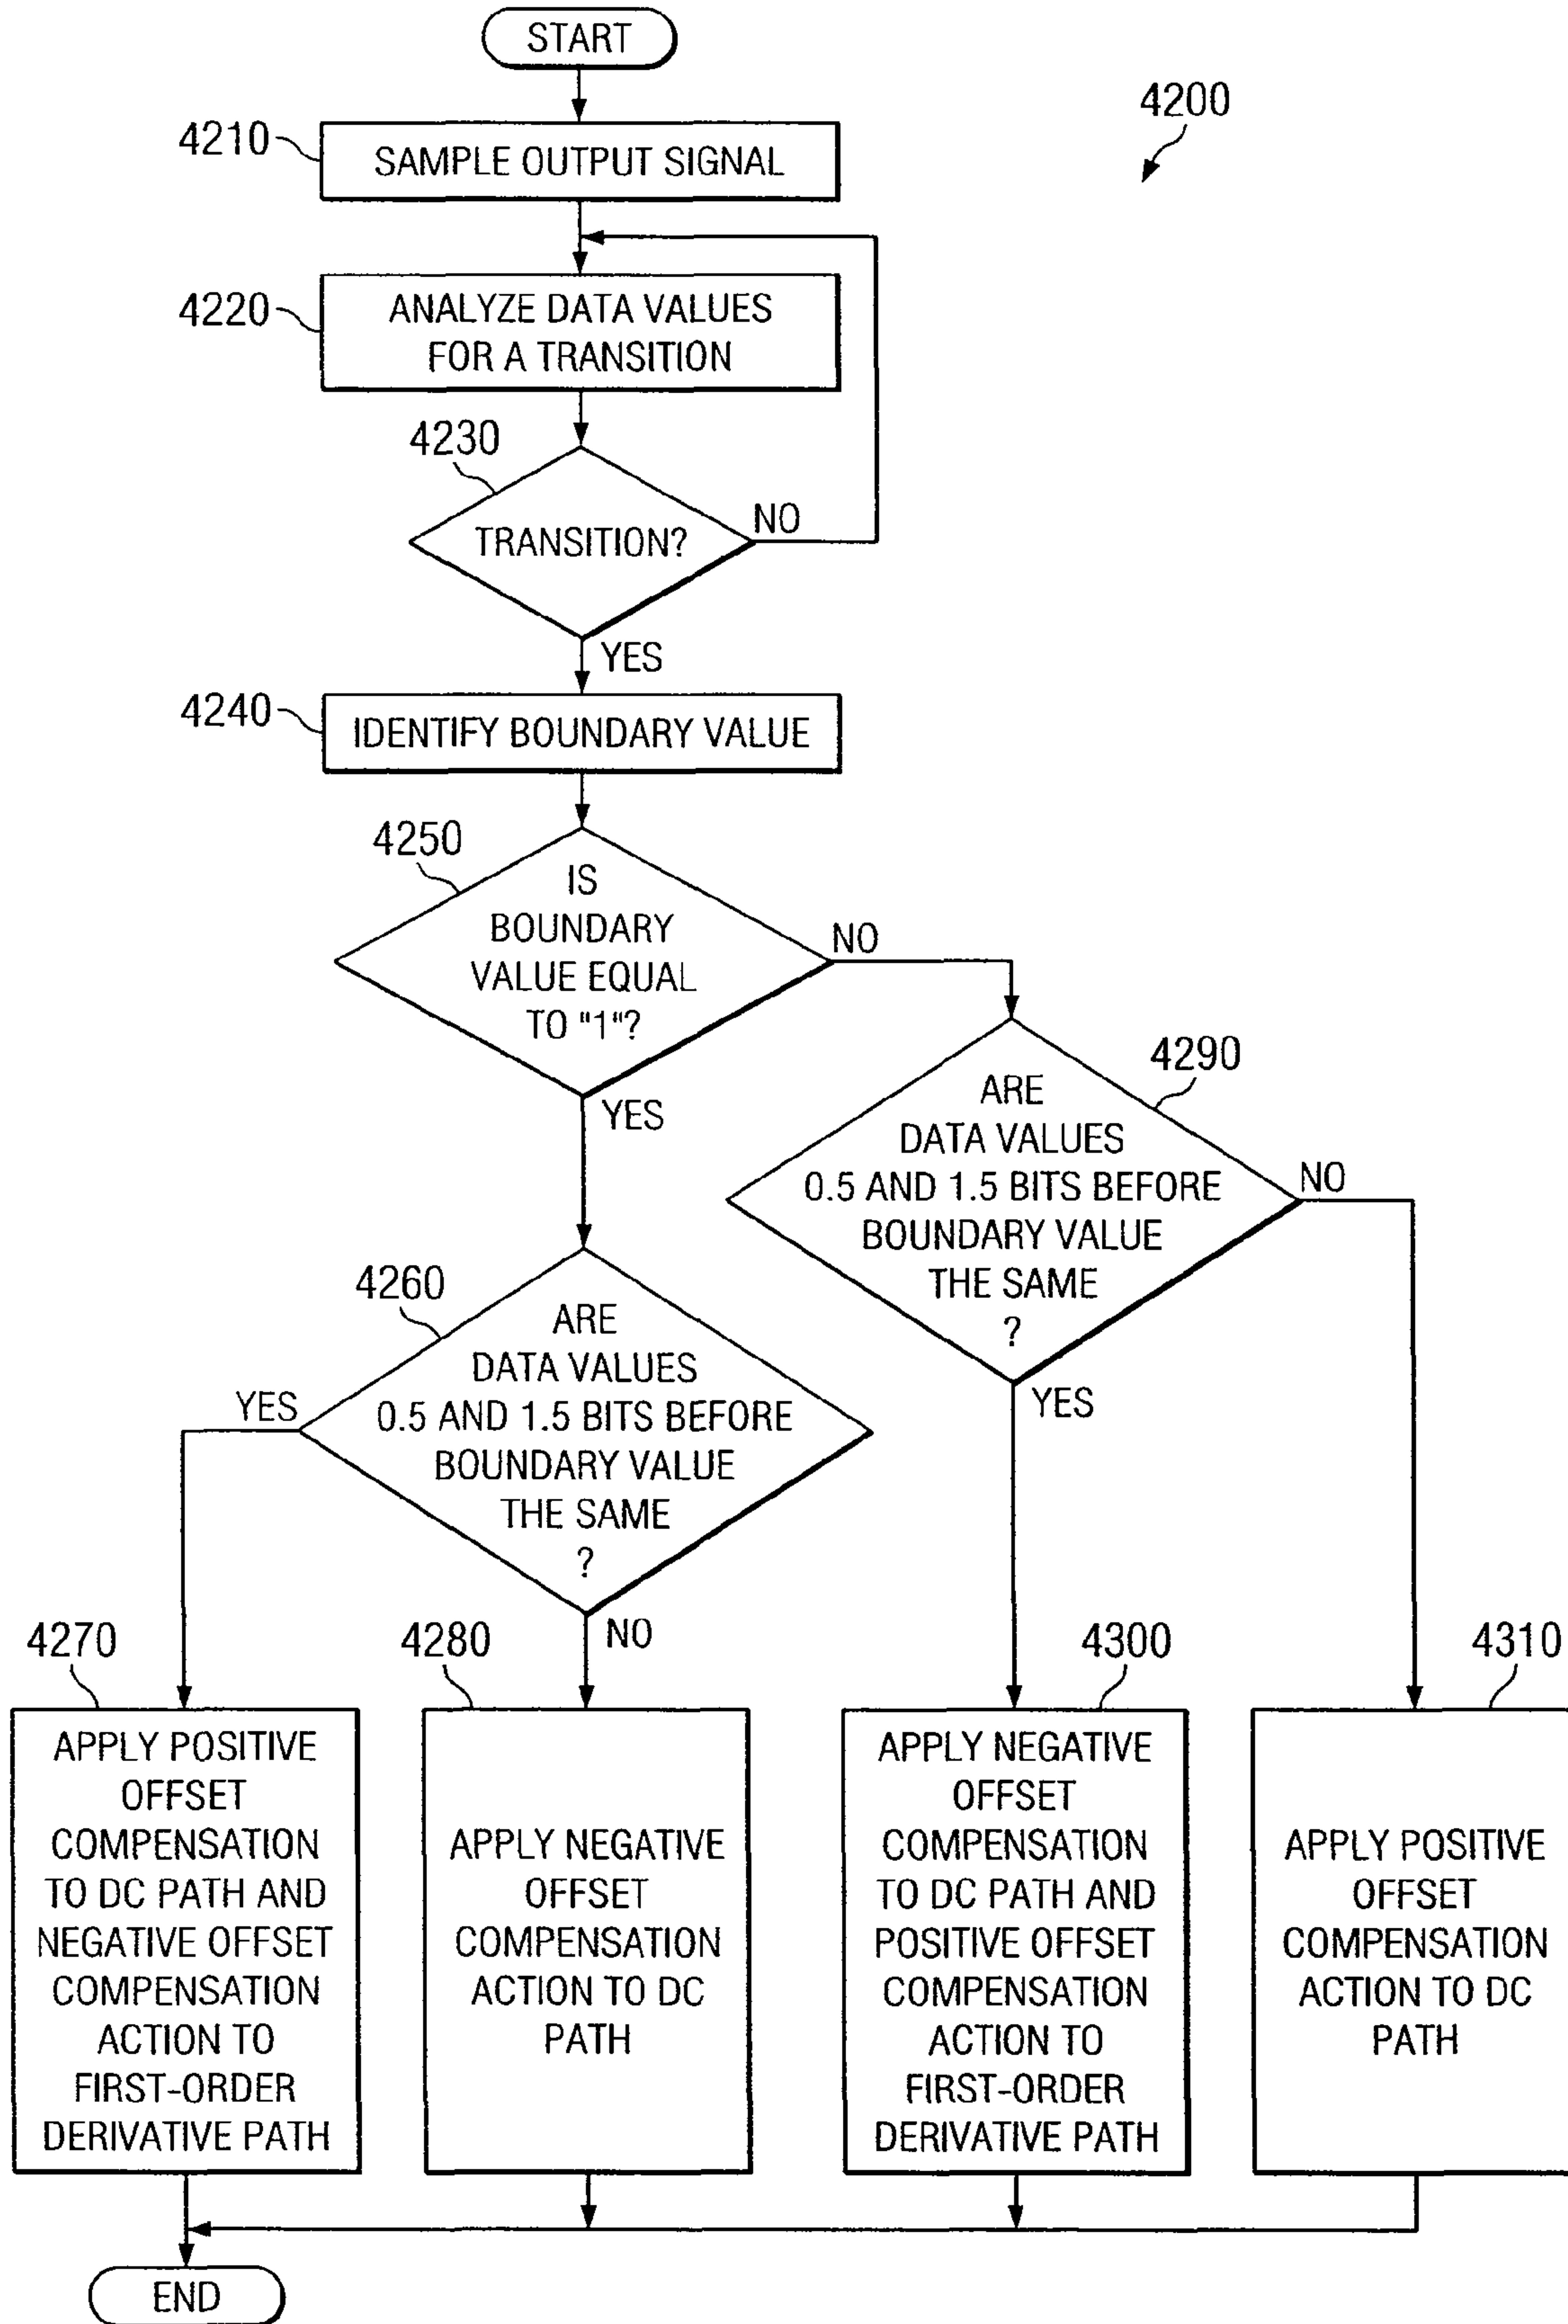 START
4200
4210
SAMPLE OUTPUT SIGNAL
4220
ANALYZE DATA VALUES
FOR A TRANSITION
4230
TRANSITION?
NO
YES
4240
IDENTIFY BOUNDARY VALUE
4250
IS
BOUNDARY
VALUE EQUAL
TO "1"?
NO
YES
4290
ARE
DATA VALUES
0.5 AND 1.5 BITS BEFORE
BOUNDARY VALUE
THE SAME
?
NO
YES
4260
ARE
DATA VALUES
0.5 AND 1.5 BITS BEFORE
BOUNDARY VALUE
THE SAME
?
YES
NO
4270
APPLY POSITIVE
OFFSET
COMPENSATION
TO DC PATH AND
NEGATIVE OFFSET
COMPENSATION
ACTION TO
FIRST-ORDER
DERIVATIVE PATH
4280
APPLY NEGATIVE
OFFSET
COMPENSATION
ACTION TO DC
PATH
4300
APPLY NEGATIVE
OFFSET
COMPENSATION
TO DC PATH AND
POSITIVE OFFSET
COMPENSATION
ACTION TO
FIRST-ORDER
DERIVATIVE PATH
4310
APPLY POSITIVE
OFFSET
COMPENSATION
ACTION TO DC
PATH
END